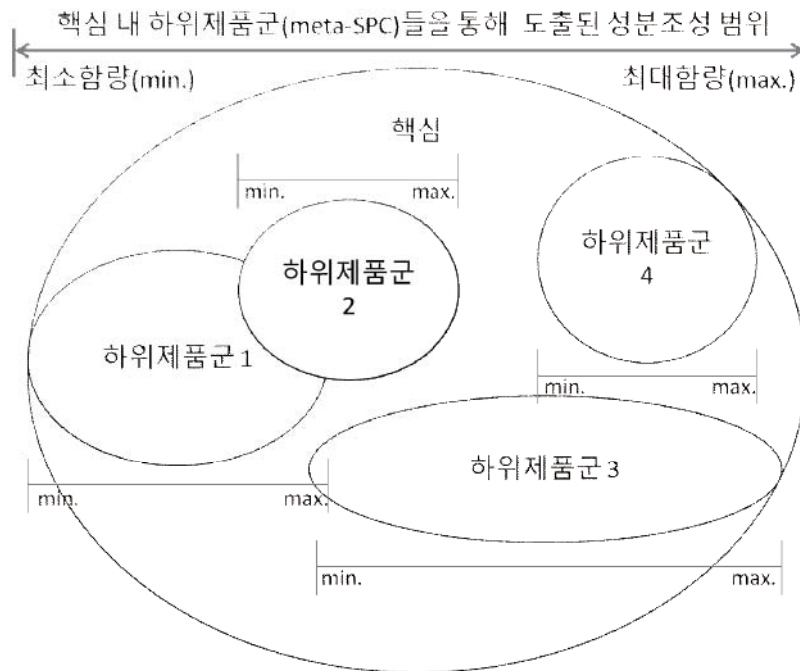 핵심 내 하위제품군(meta-SPC)들을 통해 도출된 성분조성 범위
최소함량(min.)
최대함량(max.)
핵심
min.
max.
하위제품군
2
하위제품군
4
하위제품군 1
min.
max.
하위제품군 3
min.
max.
min.
max.